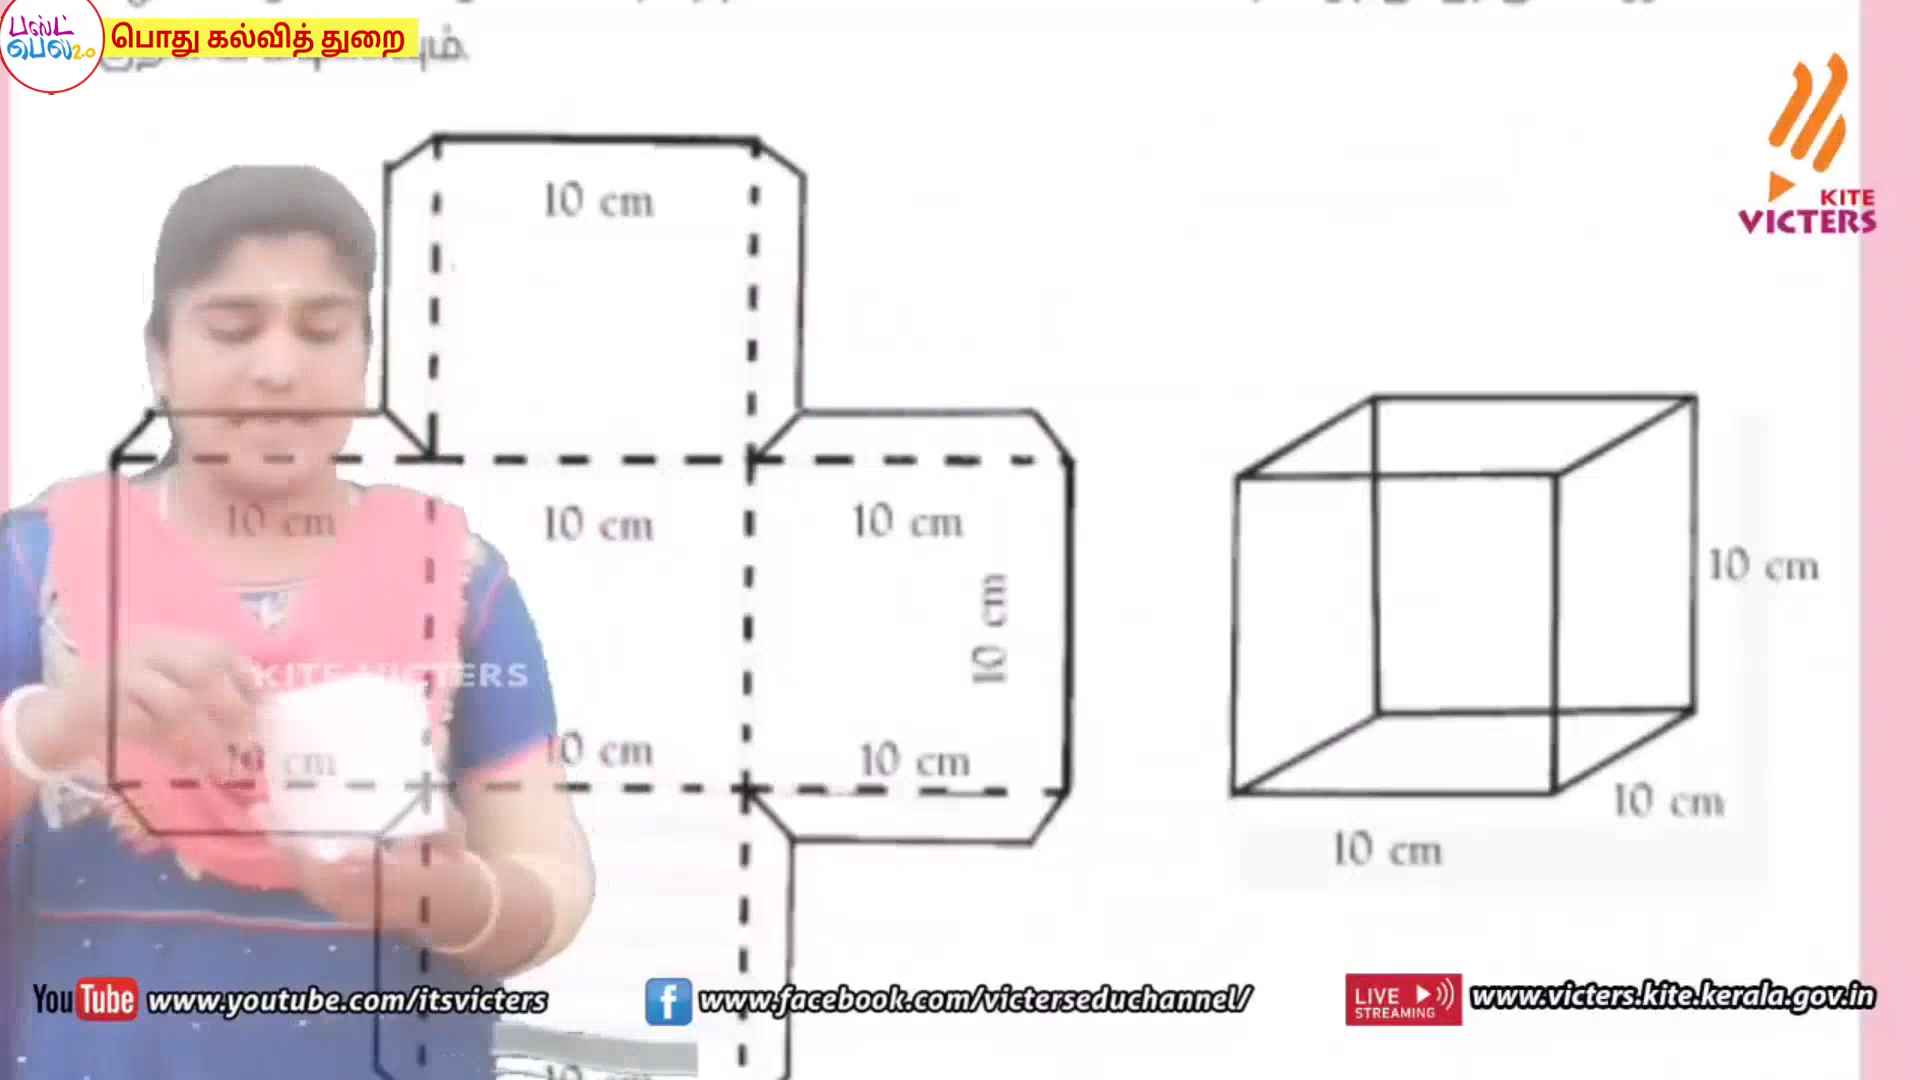 பஸ்ட்
பெல் 2.0
பொது கல்வித் துறை
KITE
VICTERS
10 cm
10 cm
10 cm
10 cm
10 cm
10 cm
10 cm
10 cm
10 cm
10 cm
10 cm
KITE VICTERS
You Tube www.youtube.com/itsvicters
f www.facebook.com/victerseduchannel/
LIVE
STREAMING
www.victers.kite.kerala.gov.in